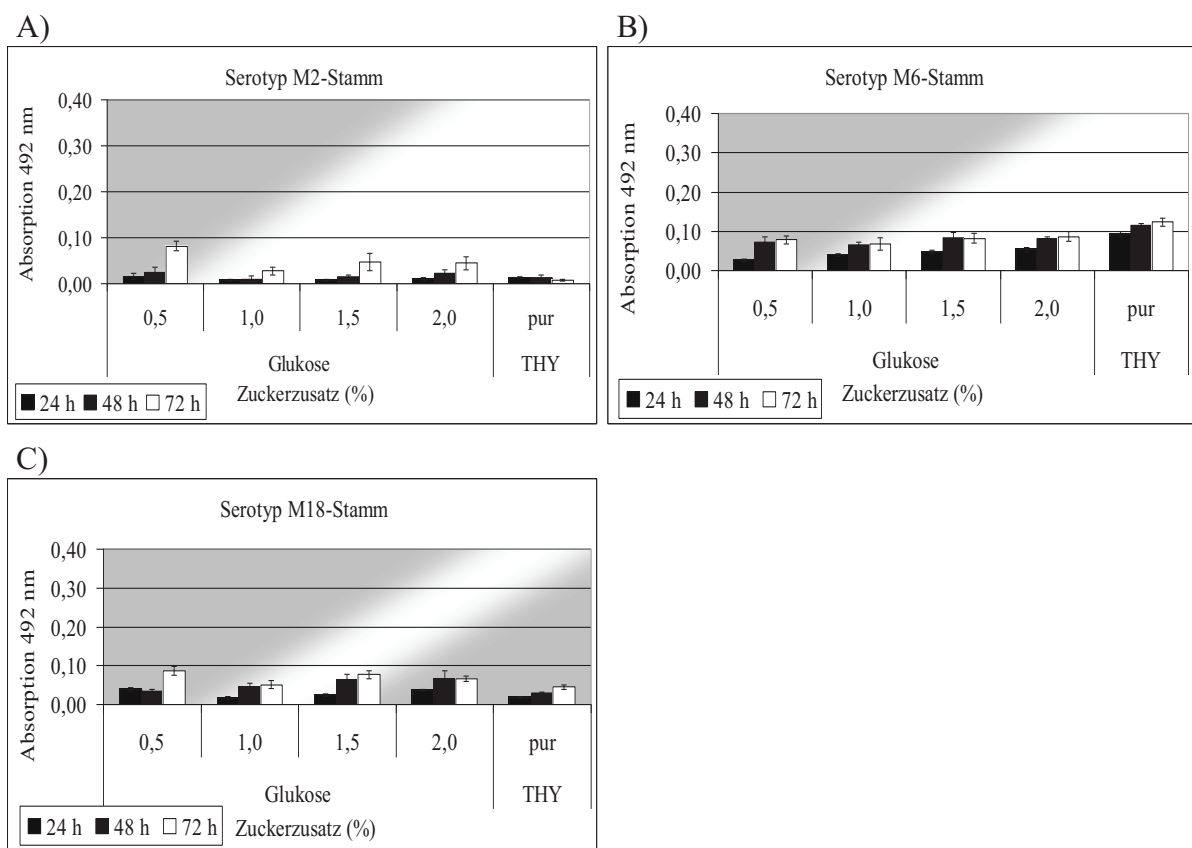 A)
Serotyp M2-Stamm
Absorption 492 nm
0,40
0,30
0,20
0,10
0,00
0,5 1,0 1,5 2,0 pur
Glukose THY
Zuckerzusatz (%)
24 h 48 h 72 h
B)
Serotyp M6-Stamm
Absorption 492 nm
0,40
0,30
0,20
0,10
0,00
0,5 1,0 1,5 2,0 pur
Glukose THY
Zuckerzusatz (%)
24 h 48 h 72 h
C)
Serotyp M18-Stamm
Absorption 492 nm
0,40
0,30
0,20
0,10
0,00
0,5 1,0 1,5 2,0 pur
Glukose THY
Zuckerzusatz (%)
24 h 48 h 72 h